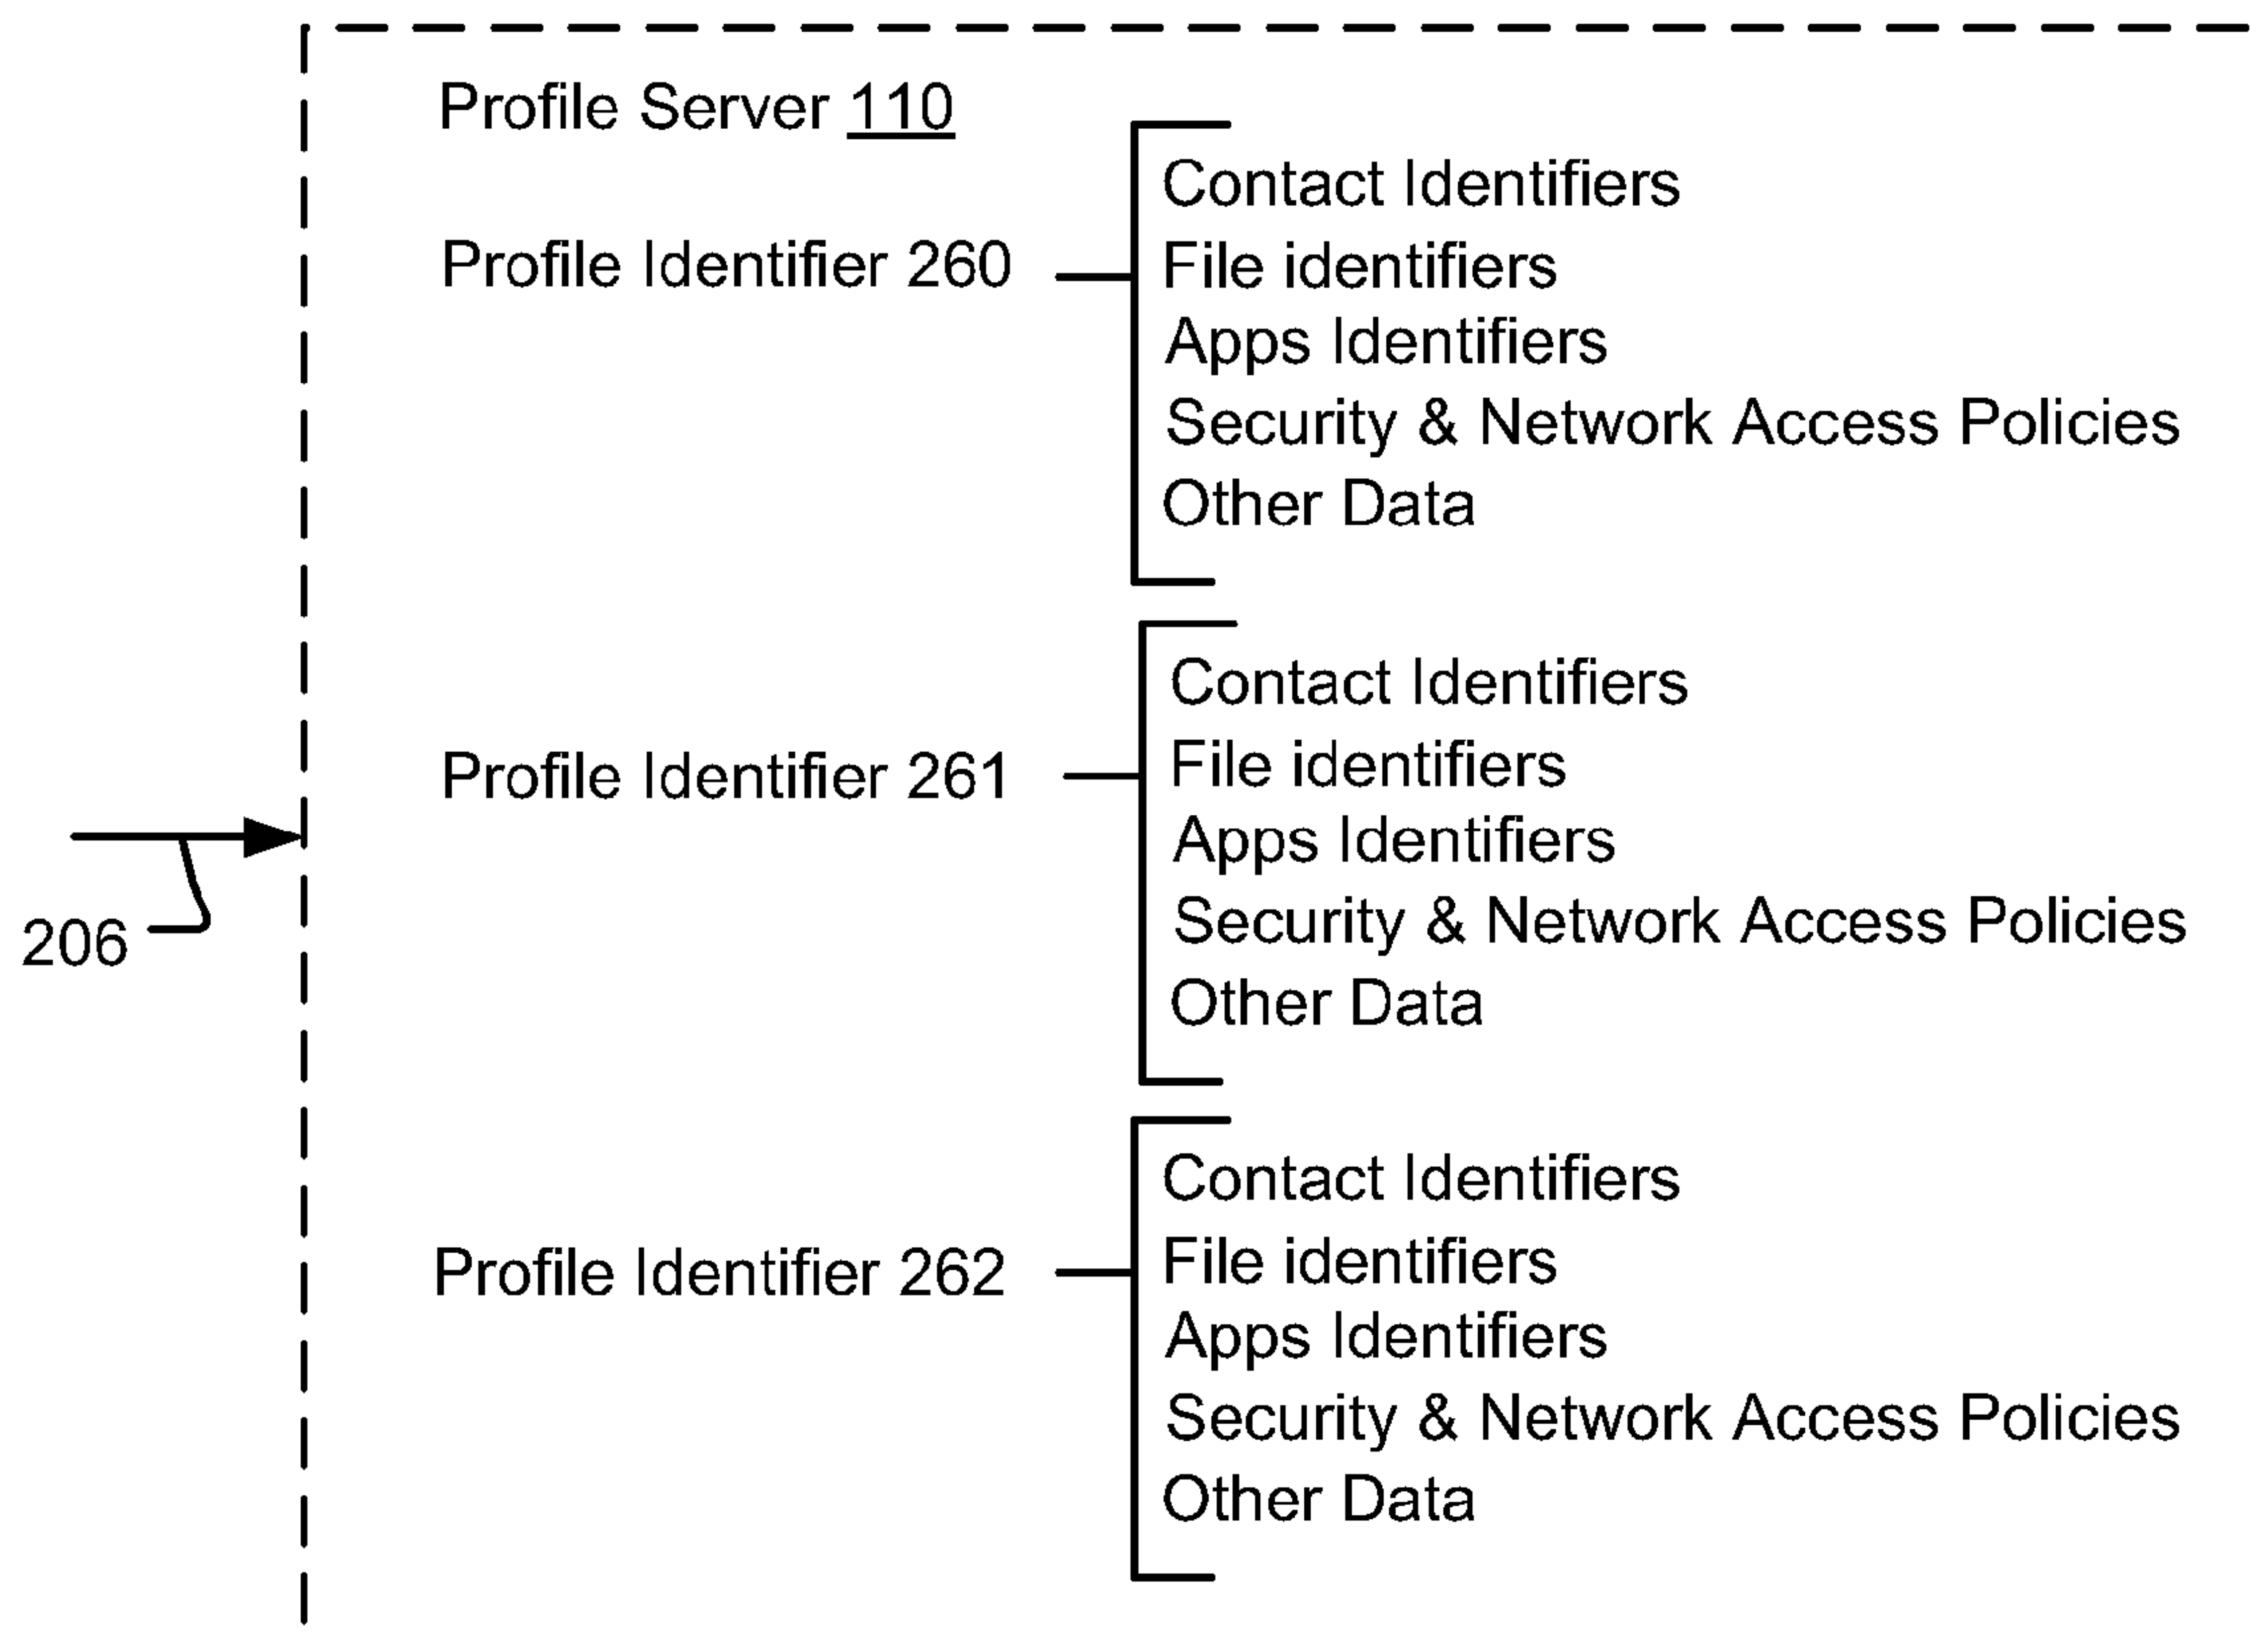 Profile Server 110
Profile Identifier 260
Contact Identifiers
File identifiers
Apps Identifiers
Security & Network Access Policies
Other Data
Profile Identifier 261
Contact Identifiers
File identifiers
Apps Identifiers
Security & Network Access Policies
Other Data
206
Profile Identifier 262
Contact Identifiers
File identifiers
Apps Identifiers
Security & Network Access Policies
Other Data